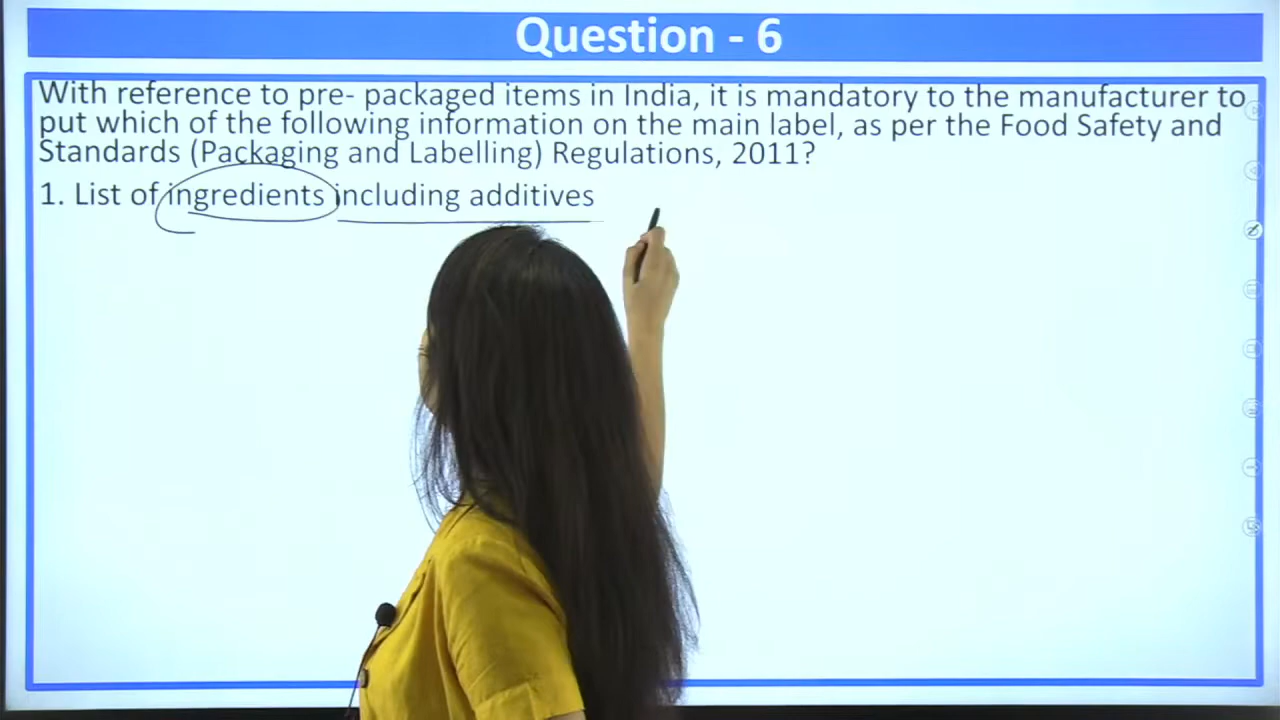 Question - 6
With reference to pre- packaged items in India, it is mandatory to the manufacturer to
put which of the following information on the main label, as per the Food Safety and
Standards (Packaging and Labelling) Regulations, 2011?
1. List of ingredients including additives